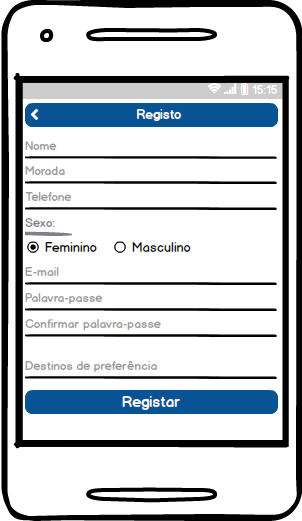 15:15
Registo
Nome
Morada
Telefone
Sexo:
Feminino Masculino
E-mail
Palavra-passe
Confirmar palavra-passe
Destinos de preferência
Registar